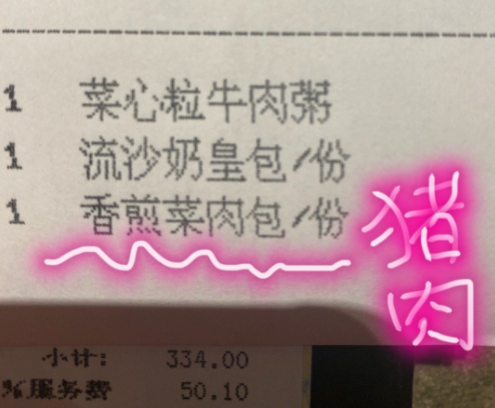 1 菜心粒牛肉粥
1 流沙奶皇包/份
1 香煎菜肉包/份
猪
肉
小计: 334.00
%服务费 50.10